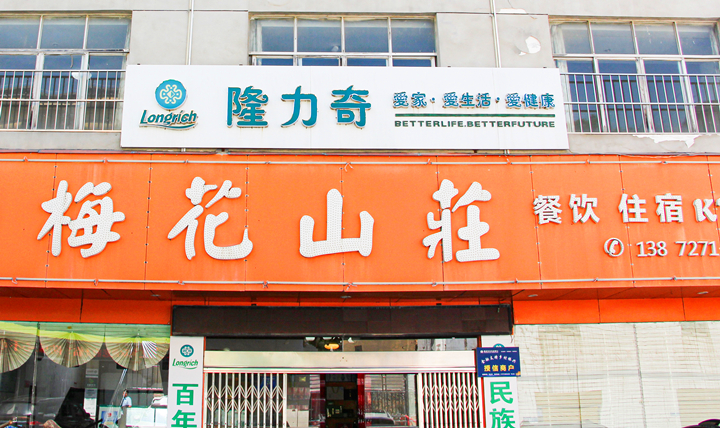 Longrich
隆力奇
爱家·爱生活·爱健康
BETTERLIFE.BETTERFUTURE
梅花山莊
餐饮 住宿 K
138 7271
Longrich
百年
民族
授信商户